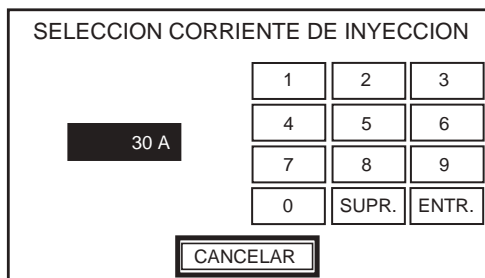 SELECCION CORRIENTE DE INYECCION
1 2 3
30 A
4 5 6
7 8 9
0 SUPR. ENTR.
CANCELAR